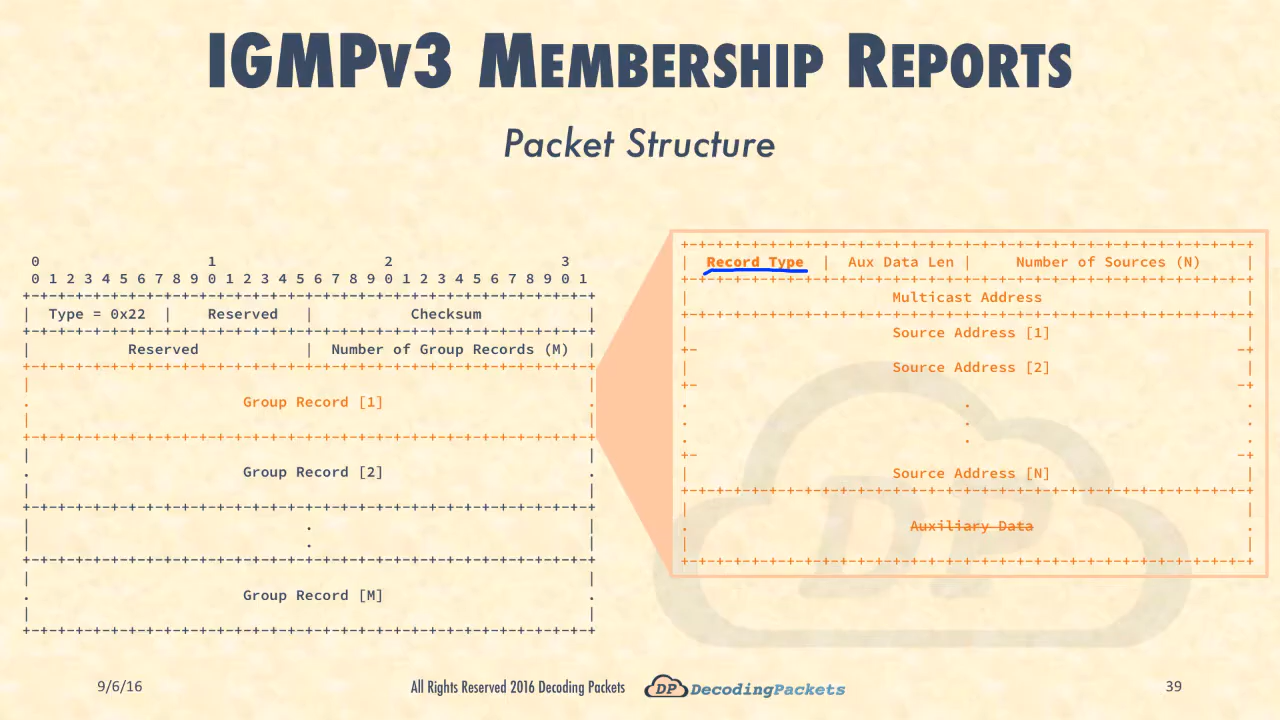 IGMPv3 Membership Reports
Packet Structure
0                   1                   2                   3
0 1 2 3 4 5 6 7 8 9 0 1 2 3 4 5 6 7 8 9 0 1 2 3 4 5 6 7 8 9 0 1
+-+-+-+-+-+-+-+-+-+-+-+-+-+-+-+-+-+-+-+-+-+-+-+-+-+-+-+-+-+-+-+-+
| Type = 0x22 | Reserved | Checksum |
+-+-+-+-+-+-+-+-+-+-+-+-+-+-+-+-+-+-+-+-+-+-+-+-+-+-+-+-+-+-+-+-+
| Reserved | Number of Group Records (M) |
+-+-+-+-+-+-+-+-+-+-+-+-+-+-+-+-+-+-+-+-+-+-+-+-+-+-+-+-+-+-+-+-+
| |
. Group Record [1] .
| |
+-+-+-+-+-+-+-+-+-+-+-+-+-+-+-+-+-+-+-+-+-+-+-+-+-+-+-+-+-+-+-+-+
| |
. Group Record [2] .
| |
+-+-+-+-+-+-+-+-+-+-+-+-+-+-+-+-+-+-+-+-+-+-+-+-+-+-+-+-+-+-+-+-+
| . |
| . |
+-+-+-+-+-+-+-+-+-+-+-+-+-+-+-+-+-+-+-+-+-+-+-+-+-+-+-+-+-+-+-+-+
| |
. Group Record [M] .
| |
+-+-+-+-+-+-+-+-+-+-+-+-+-+-+-+-+-+-+-+-+-+-+-+-+-+-+-+-+-+-+-+-+
+-+-+-+-+-+-+-+-+-+-+-+-+-+-+-+-+-+-+-+-+-+-+-+-+-+-+-+-+-+-+-+-+
| Record Type | Aux Data Len | Number of Sources (N) |
+-+-+-+-+-+-+-+-+-+-+-+-+-+-+-+-+-+-+-+-+-+-+-+-+-+-+-+-+-+-+-+-+
| Multicast Address |
+-+-+-+-+-+-+-+-+-+-+-+-+-+-+-+-+-+-+-+-+-+-+-+-+-+-+-+-+-+-+-+-+
| Source Address [1] |
+- -+
| Source Address [2] |
+- -+
. . .
. . .
. . .
+- -+
| Source Address [N] |
+-+-+-+-+-+-+-+-+-+-+-+-+-+-+-+-+-+-+-+-+-+-+-+-+-+-+-+-+-+-+-+-+
| |
. Auxiliary Data .
| |
+-+-+-+-+-+-+-+-+-+-+-+-+-+-+-+-+-+-+-+-+-+-+-+-+-+-+-+-+-+-+-+-+
DP
9/6/16
All Rights Reserved 2016 Decoding Packets
DP DecodingPackets
39